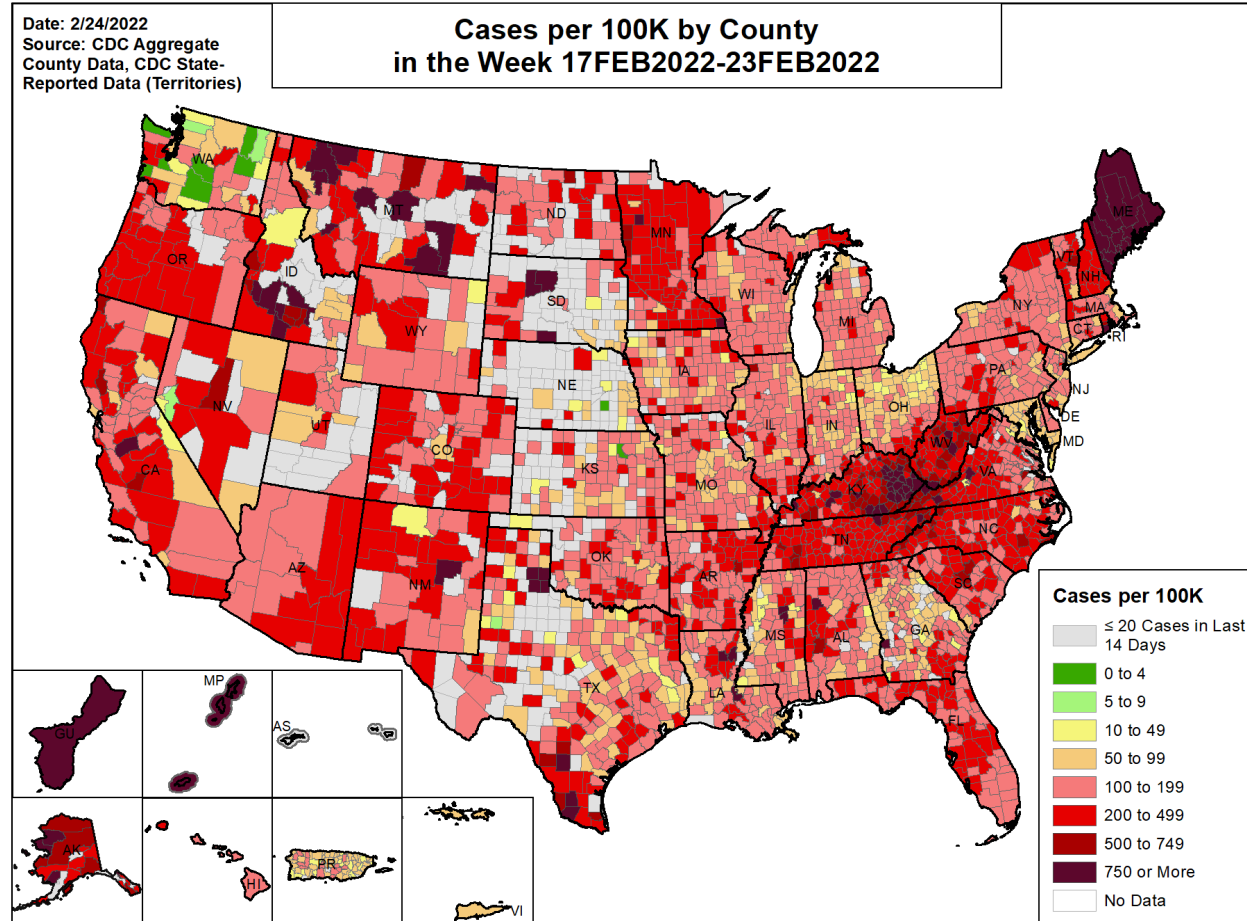 Date: 2/24/2022
Source: CDC Aggregate
County Data, CDC State-
Reported Data (Territories)
Cases per 100K by County
in the Week 17FEB2022-23FEB2022
WA
MT
ND
MN
ME
OR
ID
SD
WI
MI
VT
NH
NY
MA
CT
RI
WY
IA
NE
PA
NJ
NV
UT
CO
IL
IN
OH
DE
MD
CA
KS
MO
WV
KY
VA
AZ
NM
OK
AR
TN
NC
SC
MS
AL
GA
TX
LA
FL
GU
MP
AS
AK
HI
PR
VI
Cases per 100K
≤ 20 Cases in Last
14 Days
0 to 4
5 to 9
10 to 49
50 to 99
100 to 199
200 to 499
500 to 749
750 or More
No Data